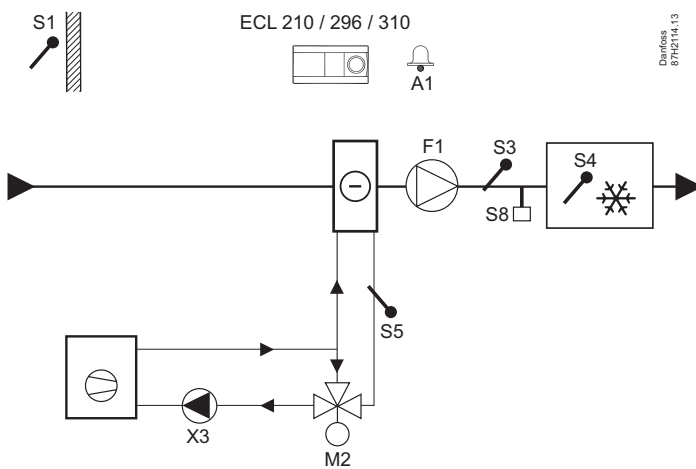 S1
ECL 210 / 296 / 310
A1
Danfoss
87H2114.13
F1
S3
S4
S8
S5
X3
M2